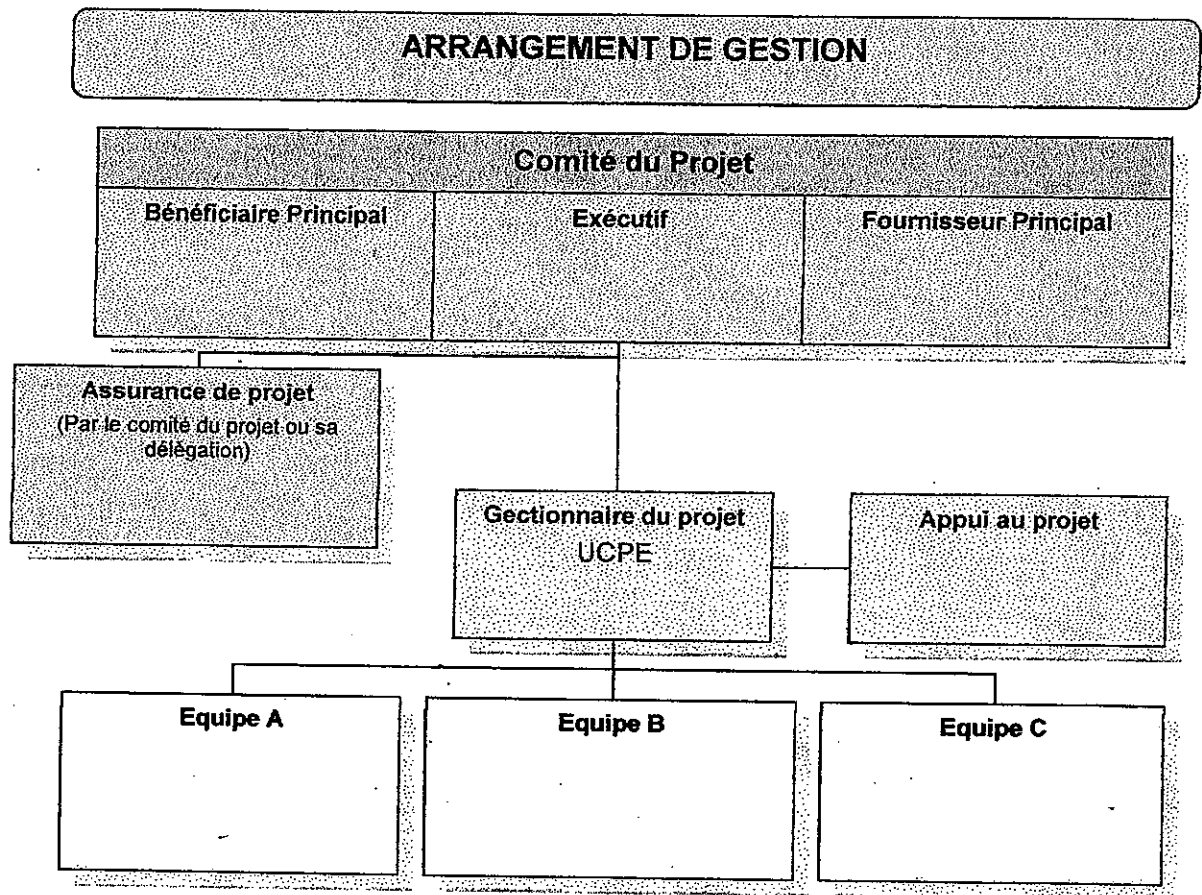 ARRANGEMENT DE GESTION
Comité du Projet
Bénéficiaire Principal
Exécutif
Fournisseur Principal
Assurance de projet
(Par le comité du projet ou sa
délégation)
Gectionnaire du projet
UCPE
Appui au projet
Equipe A
Equipe B
Equipe C